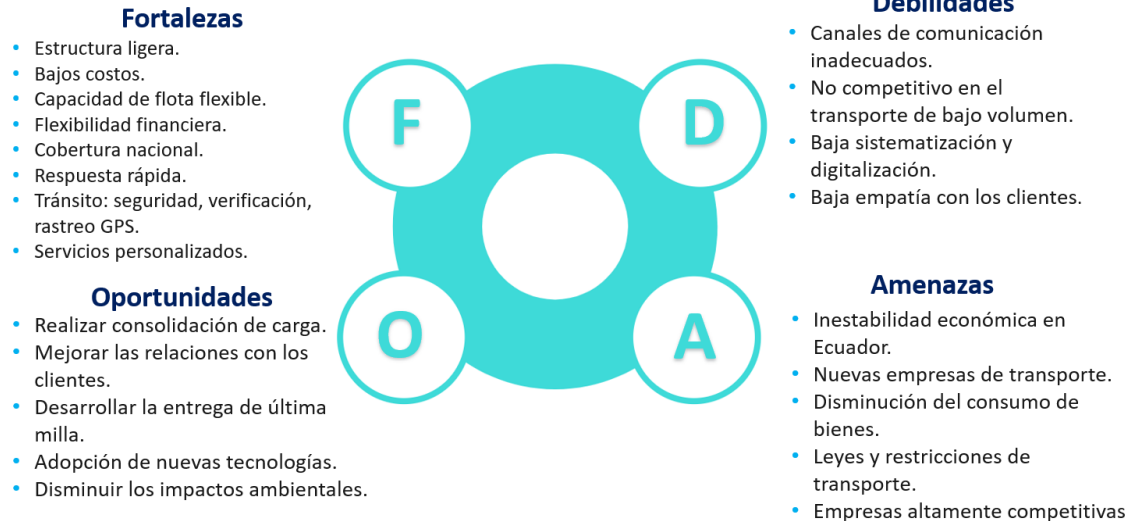 Fortalezas
• Estructura ligera.
• Bajos costos.
• Capacidad de flota flexible.
• Flexibilidad financiera.
• Cobertura nacional.
• Respuesta rápida.
• Tránsito: seguridad, verificación,
rastreo GPS.
• Servicios personalizados.
Debilidades
• Canales de comunicación
inadecuados.
• No competitivo en el
transporte de bajo volumen.
• Baja sistematización y
digitalización.
• Baja empatía con los clientes.
F
D
O
A
Oportunidades
• Realizar consolidación de carga.
• Mejorar las relaciones con los
clientes.
• Desarrollar la entrega de última
milla.
• Adopción de nuevas tecnologías.
• Disminuir los impactos ambientales.
Amenazas
• Inestabilidad económica en
Ecuador.
• Nuevas empresas de transporte.
• Disminución del consumo de
bienes.
• Leyes y restricciones de
transporte.
• Empresas altamente competitivas